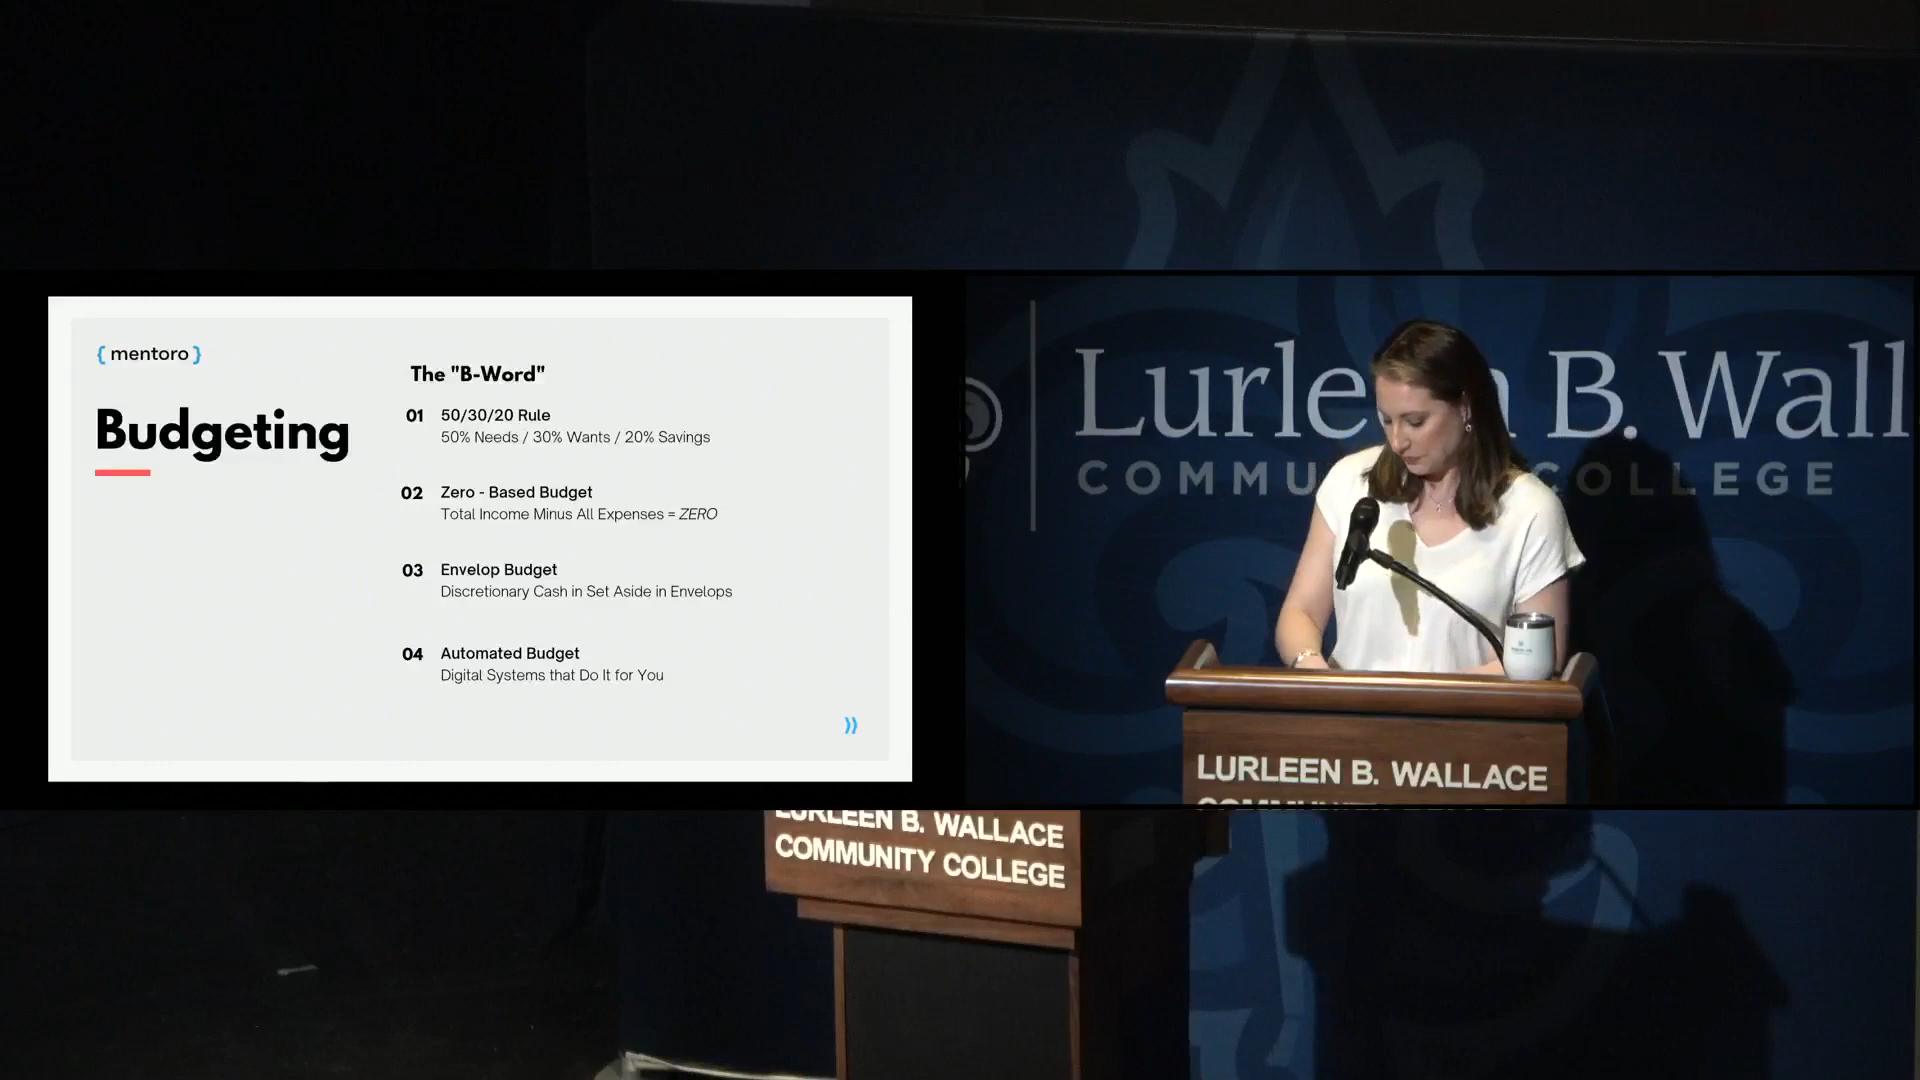 { mentoro }
Budgeting
The "B-Word"
01 50/30/20 Rule
50% Needs / 30% Wants / 20% Savings
02 Zero - Based Budget
Total Income Minus All Expenses = ZERO
03 Envelop Budget
Discretionary Cash in Set Aside in Envelops
04 Automated Budget
Digital Systems that Do It for You
Lurleen B. Wall
COMMU COLLEGE
LURLEEN B. WALLACE
LURLEEN B. WALLACE
COMMUNITY COLLEGE